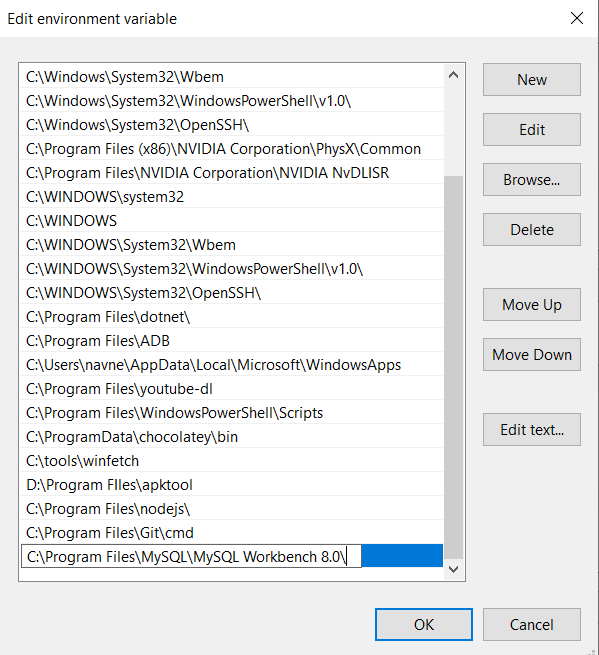 Edit environment variable
C:\Windows\System32\Wbem
C:\Windows\System32\WindowsPowerShell\v1.0\
C:\Windows\System32\OpenSSH\
C:\Program Files (x86)\NVIDIA Corporation\PhysX\Common
C:\Program Files\NVIDIA Corporation\NVIDIA NvDLISR
C:\WINDOWS\system32
C:\WINDOWS
C:\WINDOWS\System32\Wbem
C:\WINDOWS\System32\WindowsPowerShell\v1.0\
C:\WINDOWS\System32\OpenSSH\
C:\Program Files\dotnet\
C:\Program Files\ADB
C:\Users\navne\AppData\Local\Microsoft\WindowsApps
C:\Program Files\youtube-dl
C:\Program Files\WindowsPowerShell\Scripts
C:\ProgramData\chocolatey\bin
C:\tools\winfetch
D:\Program FIles\apktool
C:\Program Files\nodejs\
C:\Program Files\Git\cmd
C:\Program Files\MySQL\MySQL Workbench 8.0\
New
Edit
Browse...
Delete
Move Up
Move Down
Edit text...
OK
Cancel